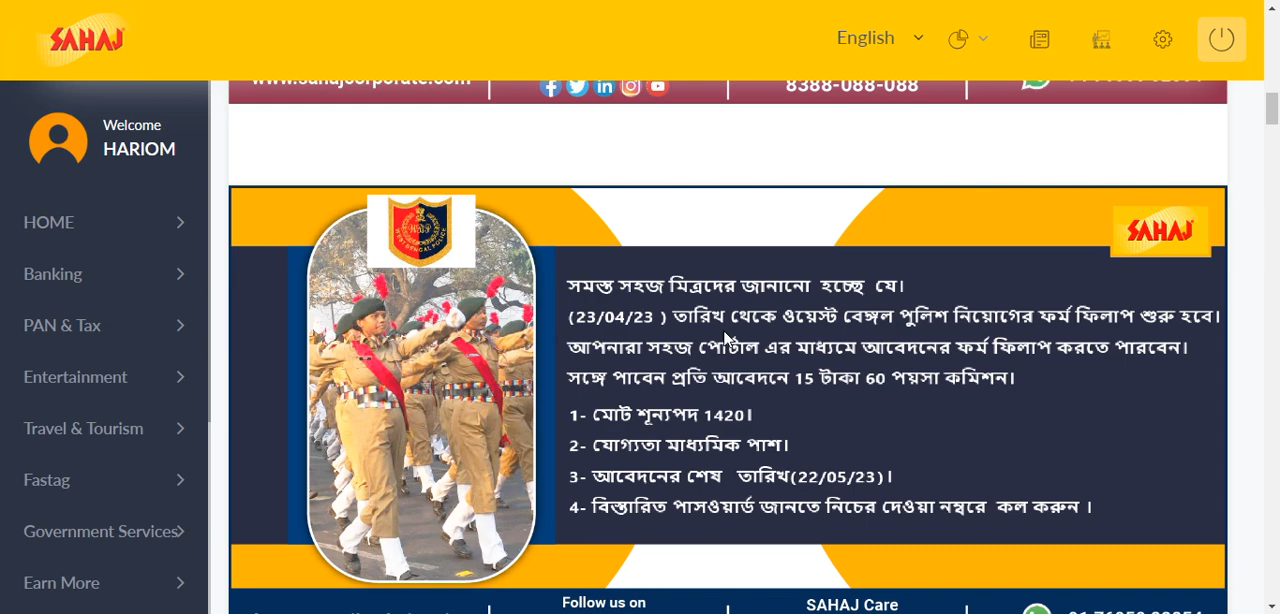 SAHAJ
English
8388-088-088
Welcome
HARIOM
HOME
Banking
PAN & Tax
Entertainment
Travel & Tourism
Fastag
Government Services
Earn More
WEST BENGAL POLICE
SAHAJ
সমস্ত সহজ মিত্রদের জানানো হচ্ছে যে।
(23/04/23 ) তারিখ থেকে ওয়েস্ট বেঙ্গল পুলিশ নিয়োগের ফর্ম ফিলাপ শুরু হবে।
আপনারা সহজ পোর্টাল এর মাধ্যমে আবেদনের ফর্ম ফিলাপ করতে পারবেন।
সঙ্গে পাবেন প্রতি আবেদনে 15 টাকা 60 পয়সা কমিশন।
1- মোট শূন্যপদ 1420।
2- যোগ্যতা মাধ্যমিক পাশ।
3- আবেদনের শেষ তারিখ(22/05/23)।
4- বিস্তারিত পাসওয়ার্ড জানতে নিচের দেওয়া নম্বরে কল করুন ।
Follow us on
SAHAJ Care